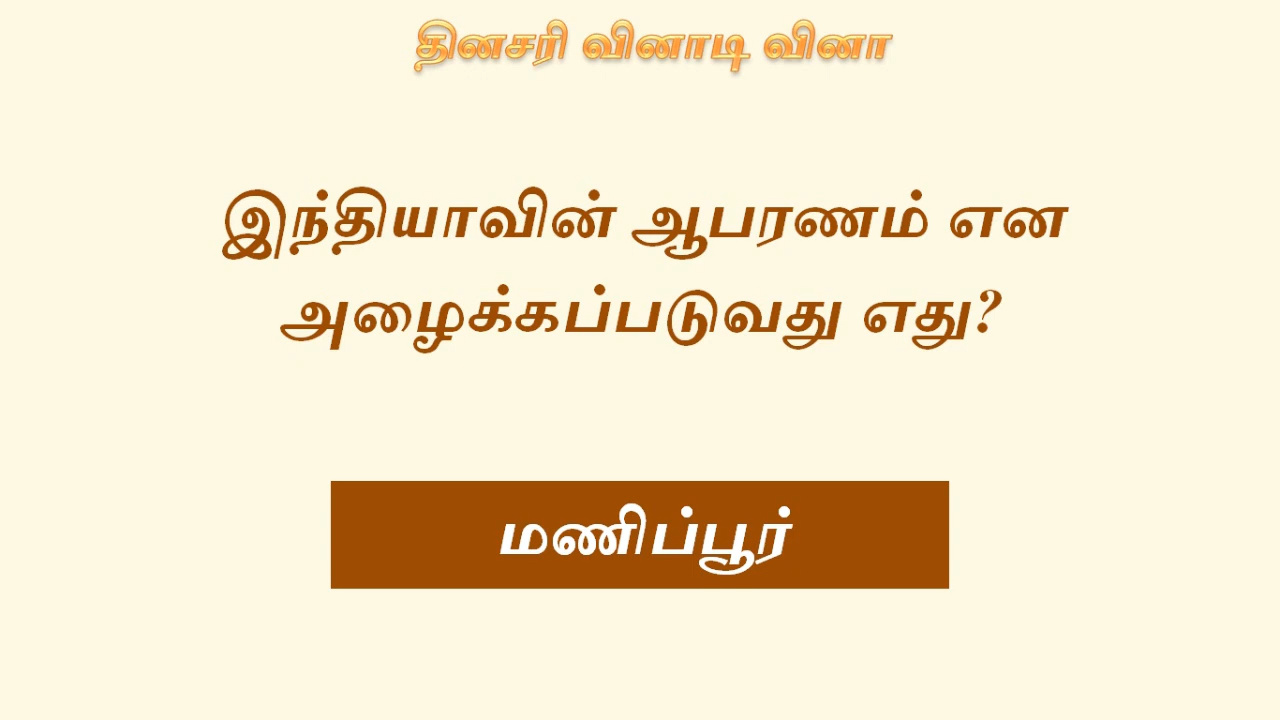 தினசரி வினாடி வினா
இந்தியாவின் ஆபரணம் என
அழைக்கப்படுவது எது?
மணிப்பூர்